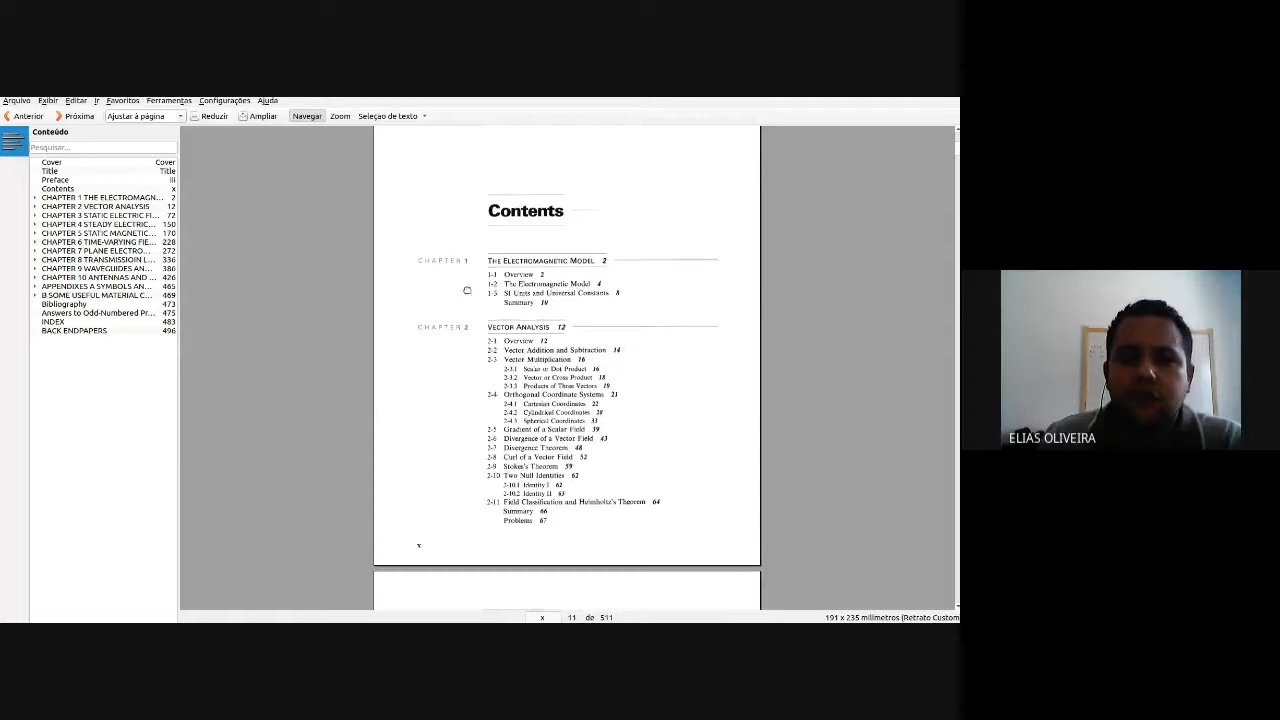 Arquivo Exibir Editar Ir Favoritos Ferramentas Configurações Ajuda
Anterior Próxima Ajustar à página Reduzir Ampliar Navegar Zoom Seleção de texto
Conteúdo
Pesquisar...
Cover Cover
Title Title
Preface iii
Contents x
CHAPTER 1 THE ELECTROMAGN... 2
CHAPTER 2 VECTOR ANALYSIS 12
CHAPTER 3 STATIC ELECTRIC FI... 72
CHAPTER 4 STEADY ELECTRIC... 150
CHAPTER 5 STATIC MAGNETIC... 170
CHAPTER 6 TIME-VARYING FIE... 228
CHAPTER 7 PLANE ELECTRO... 272
CHAPTER 8 TRANSMISSIOIN L... 336
CHAPTER 9 WAVEGUIDES AN... 386
CHAPTER 10 ANTENNAS AND ... 426
APPENDIXES A SYMBOLS AN... 465
B SOME USEFUL MATERIAL C... 469
Bibliography 473
Answers to Odd-Numbered Pr... 475
INDEX 483
BACK ENDPAPERS 496
Contents
CHAPTER 1 THE ELECTROMAGNETIC MODEL 2
1-1 Overview 2
1-2 The Electromagnetic Model 4
1-3 SI Units and Universal Constants 8
Summary 10
CHAPTER 2 VECTOR ANALYSIS 12
2-1 Overview 12
2-2 Vector Addition and Subtraction 14
2-3 Vector Multiplication 16
2-3.1 Scalar or Dot Product 16
2-3.2 Vector or Cross Product 18
2-3.3 Products of Three Vectors 19
2-4 Orthogonal Coordinate Systems 21
2-4.1 Cartesian Coordinates 22
2-4.2 Cylindrical Coordinates 28
2-4.3 Spherical Coordinates 33
2-5 Gradient of a Scalar Field 39
2-6 Divergence of a Vector Field 43
2-7 Divergence Theorem 48
2-8 Curl of a Vector Field 52
2-9 Stokes's Theorem 59
2-10 Two Null Identities 62
2-10.1 Identity I 62
2-10.2 Identity II 63
2-11 Field Classification and Helmholtz's Theorem 64
Summary 66
Problems 67
x
x 11 de 511
191 x 235 milímetros (Retrato Custom
ELIAS OLIVEIRA